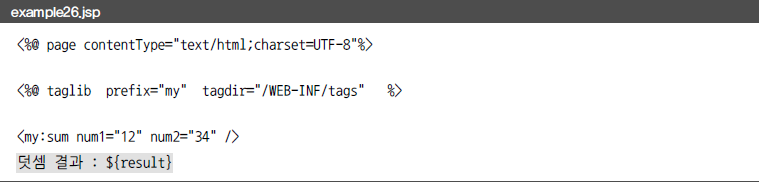 example26.jsp
<%@ page contentType="text/html;charset=UTF-8"%>
<%@ taglib prefix="my" tagdir="/WEB-INF/tags" %>
<my:sum num1="12" num2="34" />
덧셈 결과 : ${result}